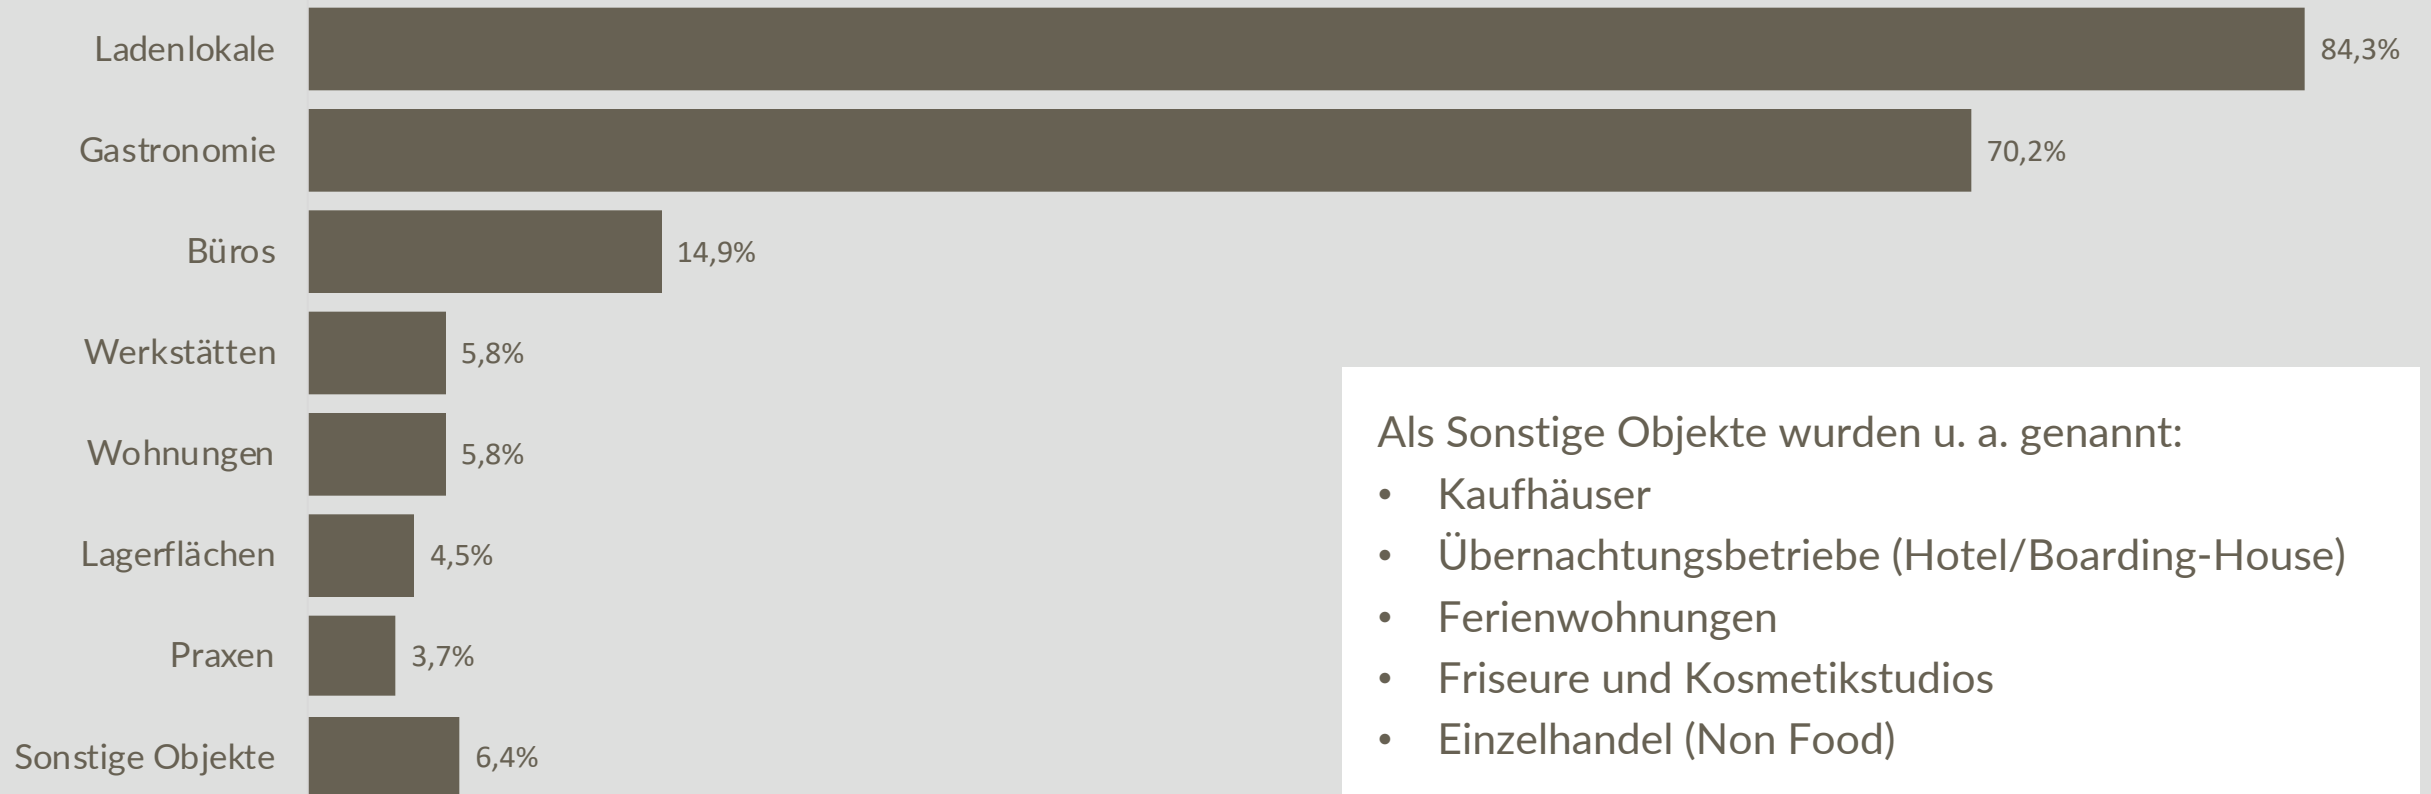 Ladenlokale 84,3%
Gastronomie 70,2%
Büros 14,9%
Werkstätten 5,8%
Wohnungen 5,8%
Lagerflächen 4,5%
Praxen 3,7%
Sonstige Objekte 6,4%
Als Sonstige Objekte wurden u. a. genannt:
• Kaufhäuser
• Übernachtungsbetriebe (Hotel/Boarding-House)
• Ferienwohnungen
• Friseure und Kosmetikstudios
• Einzelhandel (Non Food)